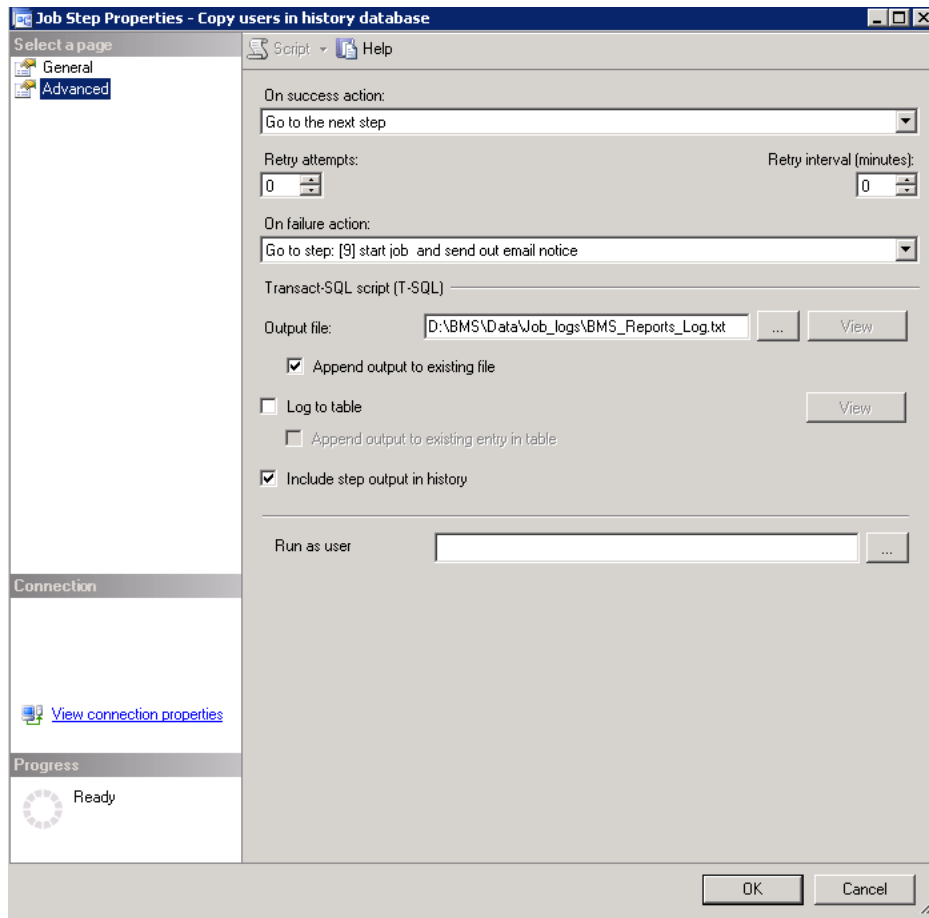 Job Step Properties - Copy users in history database
Select a page
General
Advanced
Script Help
On success action:
Go to the next step
Retry attempts: Retry interval (minutes):
0 0
On failure action:
Go to step: [9] start job  and send out email notice
Transact-SQL script (T-SQL)
Output file: D:\BMS\Data\Job_logs\BMS_Reports_Log.txt ... View
Append output to existing file
Log to table View
Append output to existing entry in table
Include step output in history
Run as user ...
Connection
View connection properties
Progress
Ready
OK Cancel